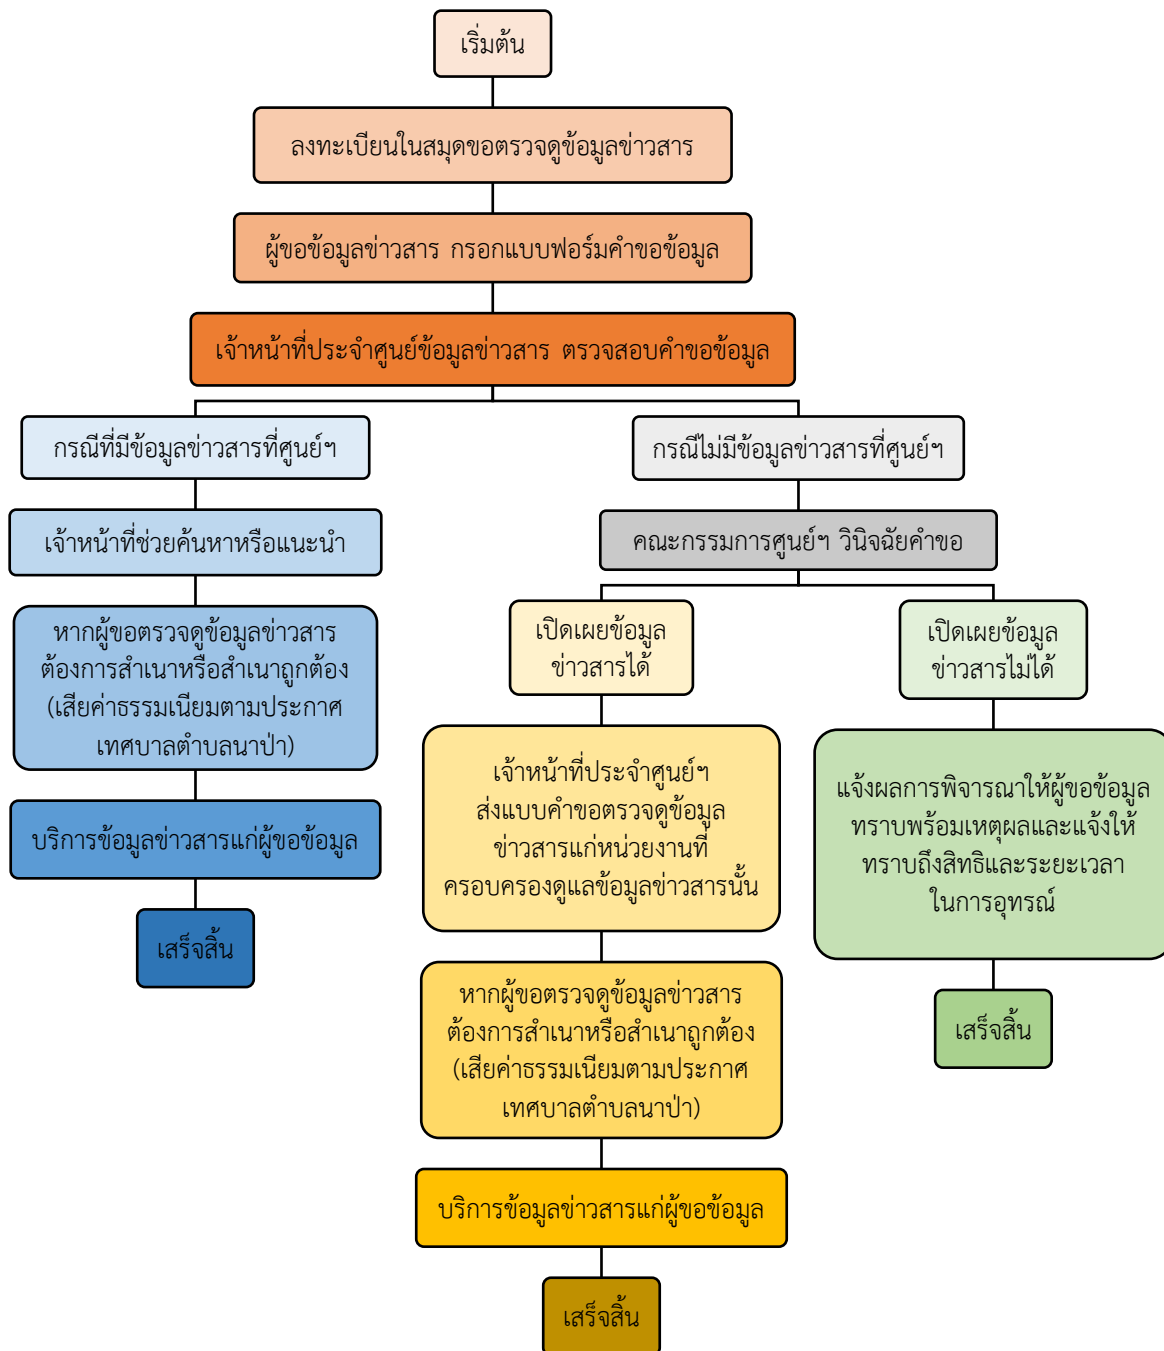 เริ่มต้น
ลงทะเบียนในสมุดขอตรวจดูข้อมูลข่าวสาร
ผู้ขอข้อมูลข่าวสาร กรอกแบบฟอร์มคำขอข้อมูล
เจ้าหน้าที่ประจำศูนย์ข้อมูลข่าวสาร ตรวจสอบคำขอข้อมูล
กรณีที่มีข้อมูลข่าวสารที่ศูนย์ฯ
เจ้าหน้าที่ช่วยค้นหาหรือแนะนำ
หากผู้ขอตรวจดูข้อมูลข่าวสาร
ต้องการสำเนาหรือสำเนาถูกต้อง
(เสียค่าธรรมเนียมตามประกาศ
เทศบาลตำบลนาป่า)
บริการข้อมูลข่าวสารแก่ผู้ขอข้อมูล
เสร็จสิ้น
กรณีไม่มีข้อมูลข่าวสารที่ศูนย์ฯ
คณะกรรมการศูนย์ฯ วินิจฉัยคำขอ
เปิดเผยข้อมูล
ข่าวสารได้
เจ้าหน้าที่ประจำศูนย์ฯ
ส่งแบบคำขอตรวจดูข้อมูล
ข่าวสารแก่หน่วยงานที่
ครอบครองดูแลข้อมูลข่าวสารนั้น
หากผู้ขอตรวจดูข้อมูลข่าวสาร
ต้องการสำเนาหรือสำเนาถูกต้อง
(เสียค่าธรรมเนียมตามประกาศ
เทศบาลตำบลนาป่า)
บริการข้อมูลข่าวสารแก่ผู้ขอข้อมูล
เสร็จสิ้น
เปิดเผยข้อมูล
ข่าวสารไม่ได้
แจ้งผลการพิจารณาให้ผู้ขอข้อมูล
ทราบพร้อมเหตุผลและแจ้งให้
ทราบถึงสิทธิและระยะเวลา
ในการอุทรณ์
เสร็จสิ้น